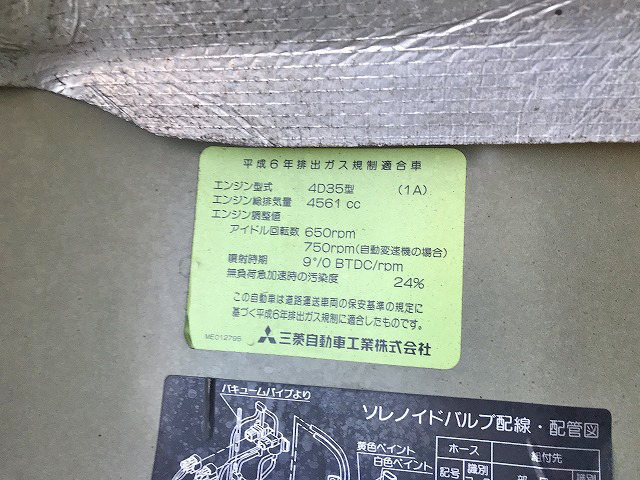 平成6年排出ガス規制適合車
エンジン型式 4D35型 (1A)
エンジン総排気量 4561 cc
エンジン調整値
アイドル回転数 650rpm
750rpm(自動変速機の場合)
噴射時期 9°/0 BTDC/rpm
無負荷急加速時の汚染度 24%
この自動車は道路運送車両の保安基準の規定に
基づく平成6年排出ガス規制に適合したものです。
ME012795 三菱自動車工業株式会社
バキュームパイプより
ソレノイドバルブ配線・配管図
黄色ペイント
白色ペイント
ホース 組付先
記号 識別